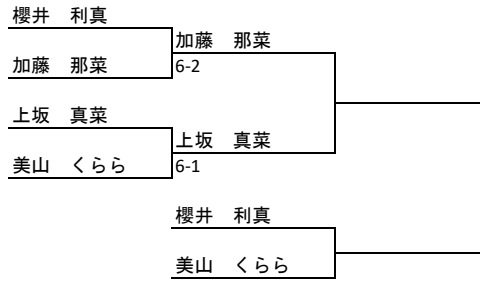 櫻井　利真
加藤　那菜
加藤　那菜
6-2
上坂　真菜
上坂　真菜
美山　くらら
6-1
櫻井　利真
美山　くらら